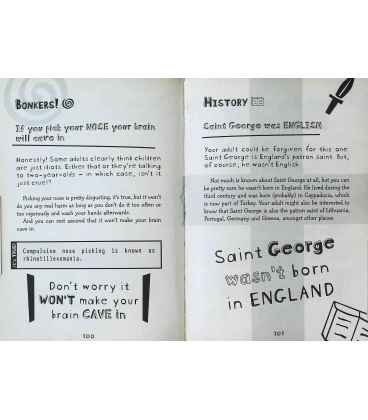 BONKERS!
If you pick your NOSE your brain
will cave in
Honestly! Some adults clearly think children
are just idiots. Either that or they're talking
to two-year-olds – in which case, isn't it
just cruel?
Picking your nose is pretty disgusting, it's true, but it won't
do you any real harm as long as you don't do it too often or
too vigorously and wash your hands afterwards.
And you can rest assured that it won't make your brain
cave in.
Compulsive nose picking is known as
rhinotillexomania.
Don't worry it
WON'T make your
brain CAVE in
100
HISTORY
Saint George was ENGLISH
Your adult could be forgiven for this one:
Saint George is England's patron saint. But,
of course, he wasn't English.
Not much is known about Saint George at all, but you can
be pretty sure he wasn't born in England. He lived during the third
century and was born (probably) in Cappadocia, which
is now part of Turkey. Your adult might also be interested to
know that Saint George is also the patron saint of Lithuania,
Portugal, Germany and Greece, amongst other places.
Saint George
wasn't born
in ENGLAND
101